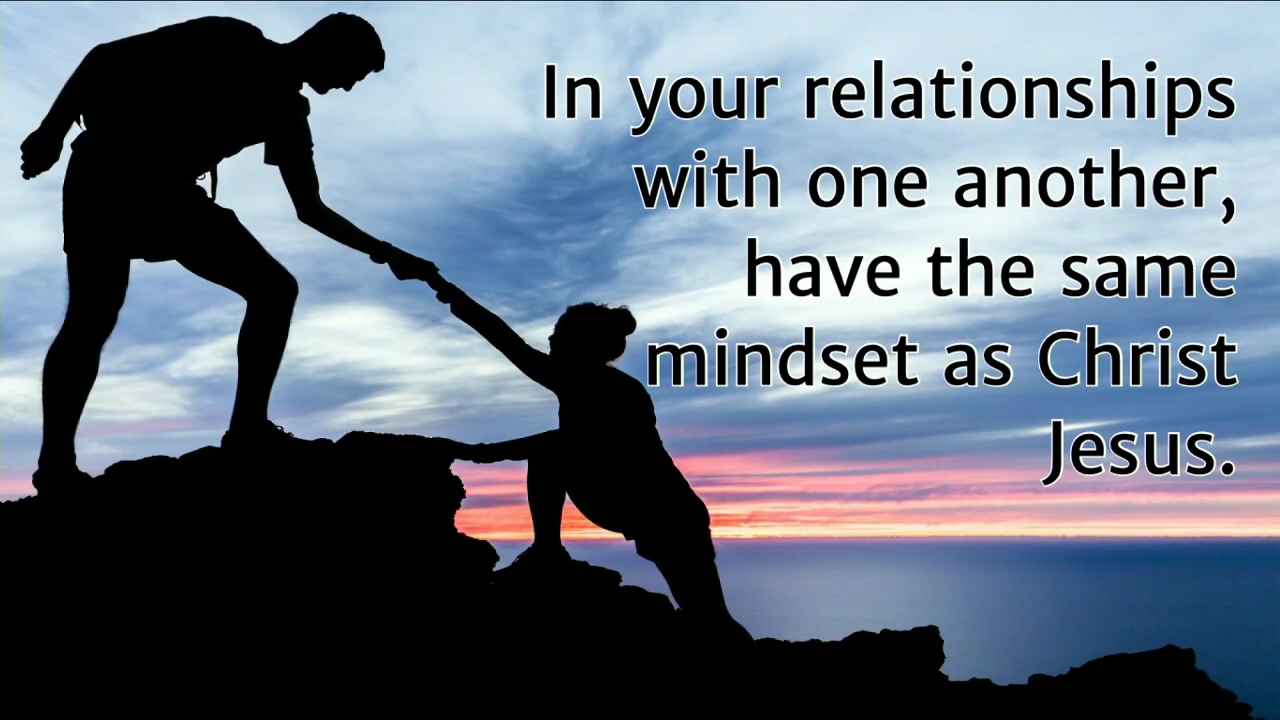 In your relationships
with one another,
have the same
mindset as Christ
Jesus.